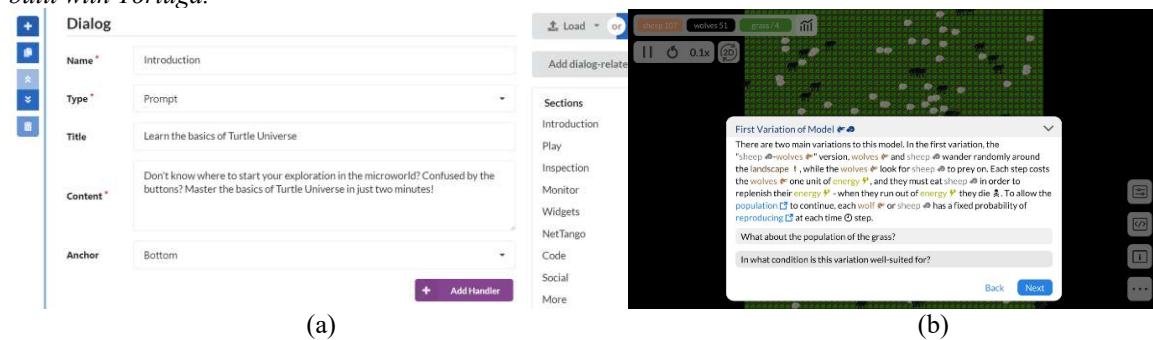 build with Tortuga.
Dialog
Name *
Introduction
Type *
Prompt
Title
Learn the basics of Turtle Universe
Content *
Don't know where to start your exploration in the microworld? Confused by the
buttons? Master the basics of Turtle Universe in just two minutes!
Anchor
Bottom
+ Add Handler
Load or
Add dialog-relate
Sections
Introduction
Play
Inspection
Monitor
Widgets
NetTango
Code
Social
More
(a)
sheep 107 wolves 51 grass / 4
0.1x 2D
First Variation of Model
There are two main variations to this model. In the first variation, the
"sheep -wolves " version, wolves and sheep wander randomly around
the landscape , while the wolves look for sheep to prey on. Each step costs
the wolves one unit of energy , and they must eat sheep in order to
replenish their energy - when they run out of energy they die . To allow the
population to continue, each wolf or sheep has a fixed probability of
reproducing at each time step.
What about the population of the grass?
In what condition is this variation well-suited for?
Back Next
(b)